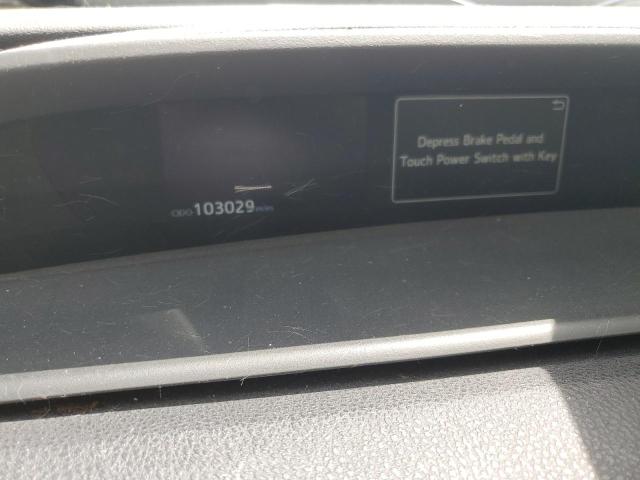 Depress Brake Pedal and
Touch Power Switch with Key
ODO 103029 miles